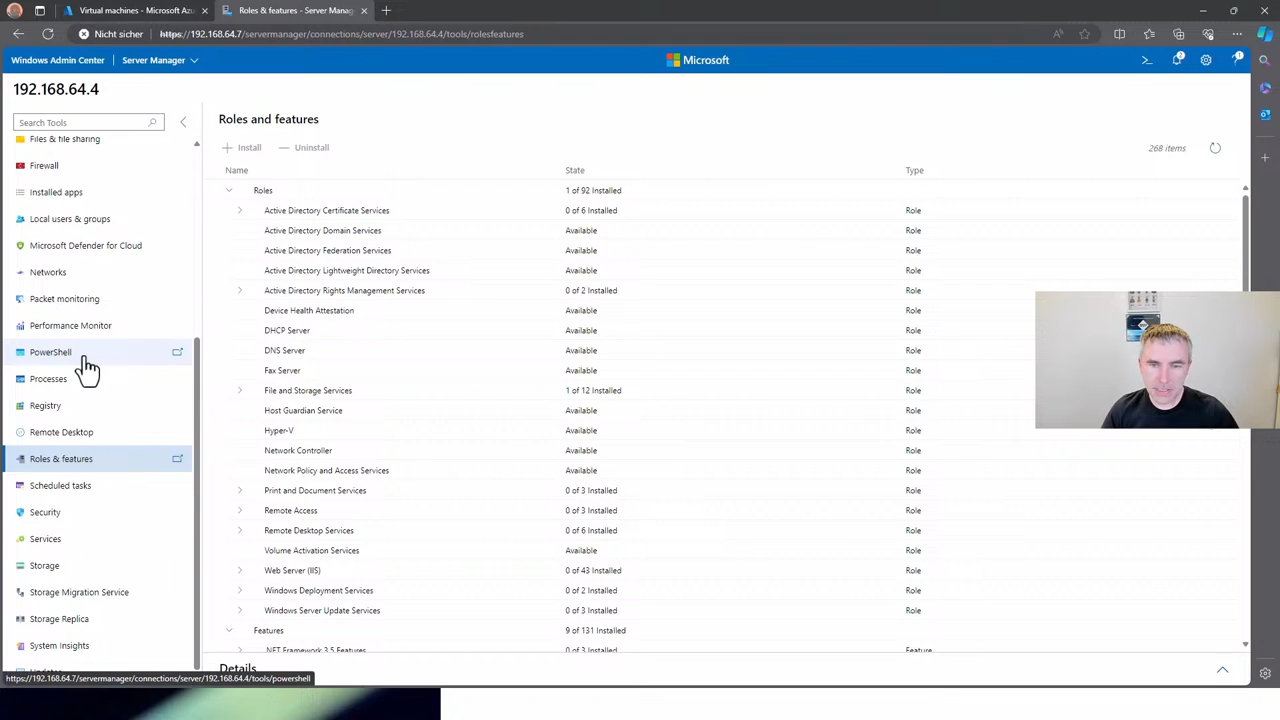 Virtual machines - Microsoft Azu
Roles & features - Server Manag
Nicht sicher
https://192.168.64.7/servermanager/connections/server/192.168.64.4/tools/rolesfeatures
Windows Admin Center
Server Manager
Microsoft
192.168.64.4
Search Tools
Files & file sharing
Firewall
Installed apps
Local users & groups
Microsoft Defender for Cloud
Networks
Packet monitoring
Performance Monitor
PowerShell
Processes
Registry
Remote Desktop
Roles & features
Scheduled tasks
Security
Services
Storage
Storage Migration Service
Storage Replica
System Insights
https://192.168.64.7/servermanager/connections/server/192.168.64.4/tools/powershell
Roles and features
Install Uninstall 268 items
Name State Type
Roles 1 of 92 Installed
Active Directory Certificate Services 0 of 6 Installed Role
Active Directory Domain Services Available Role
Active Directory Federation Services Available Role
Active Directory Lightweight Directory Services Available Role
Active Directory Rights Management Services 0 of 2 Installed Role
Device Health Attestation Available Role
DHCP Server Available Role
DNS Server Available Role
Fax Server Available Role
File and Storage Services 1 of 12 Installed Role
Host Guardian Service Available Role
Hyper-V Available Role
Network Controller Available Role
Network Policy and Access Services Available Role
Print and Document Services 0 of 3 Installed Role
Remote Access 0 of 3 Installed Role
Remote Desktop Services 0 of 6 Installed Role
Volume Activation Services Available Role
Web Server (IIS) 0 of 43 Installed Role
Windows Deployment Services 0 of 2 Installed Role
Windows Server Update Services 0 of 3 Installed Role
Features 9 of 131 Installed
.NET Framework 3.5 Features 0 of 3 Installed Feature
Details